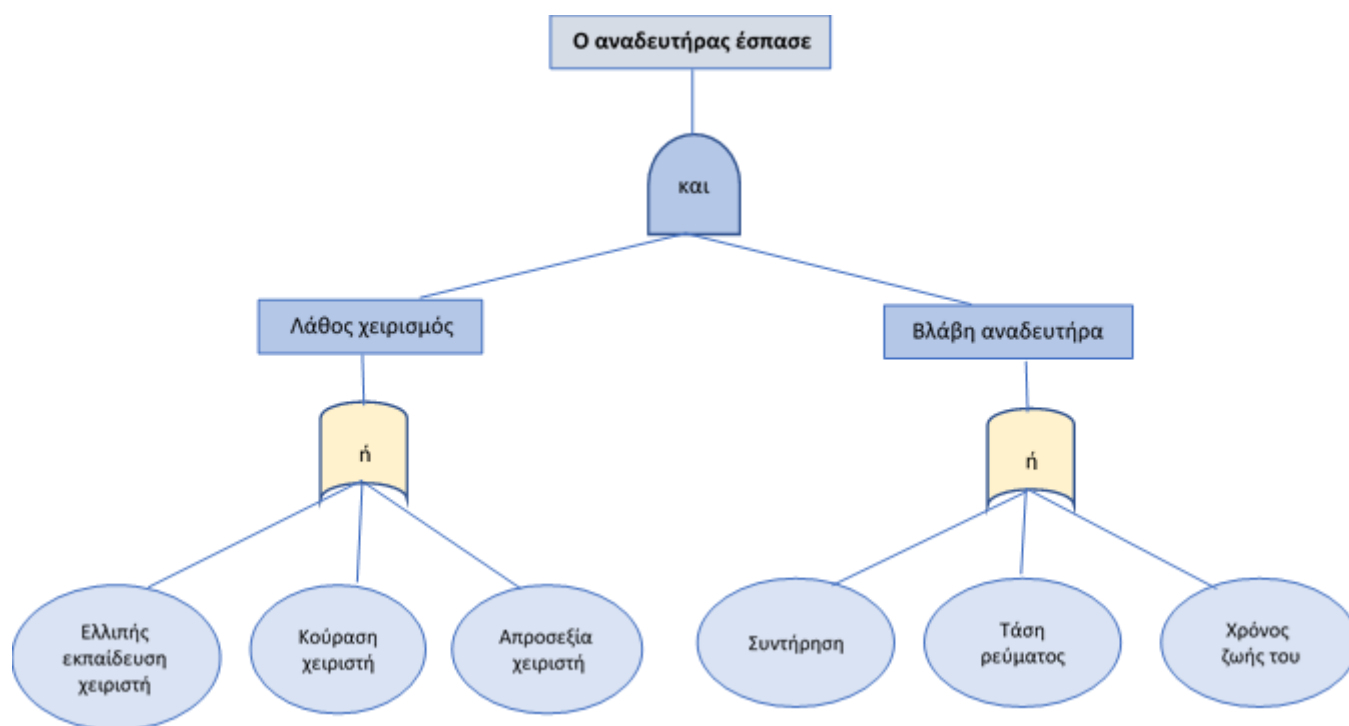 Ο αναδευτήρας έσπασε
και
Λάθος χειρισμός
Βλάβη αναδευτήρα
ή
ή
Ελλιπής
εκπαίδευση
χειριστή
Κούραση
χειριστή
Απροσεξία
χειριστή
Συντήρηση
Τάση
ρεύματος
Χρόνος
ζωής του